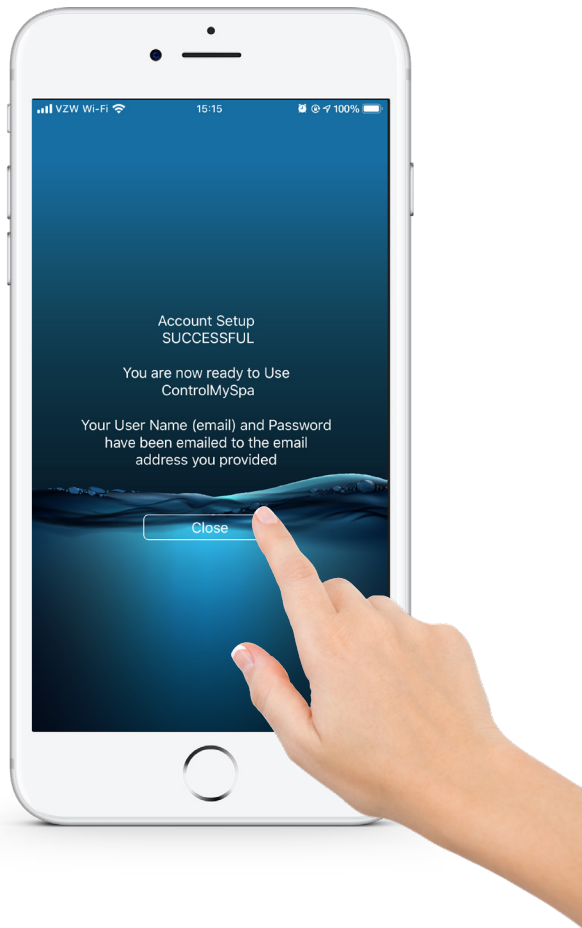 VZW Wi-Fi 15:15 100%
Account Setup
SUCCESSFUL
You are now ready to Use
ControlMySpa
Your User Name (email) and Password
have been emailed to the email
address you provided
Close